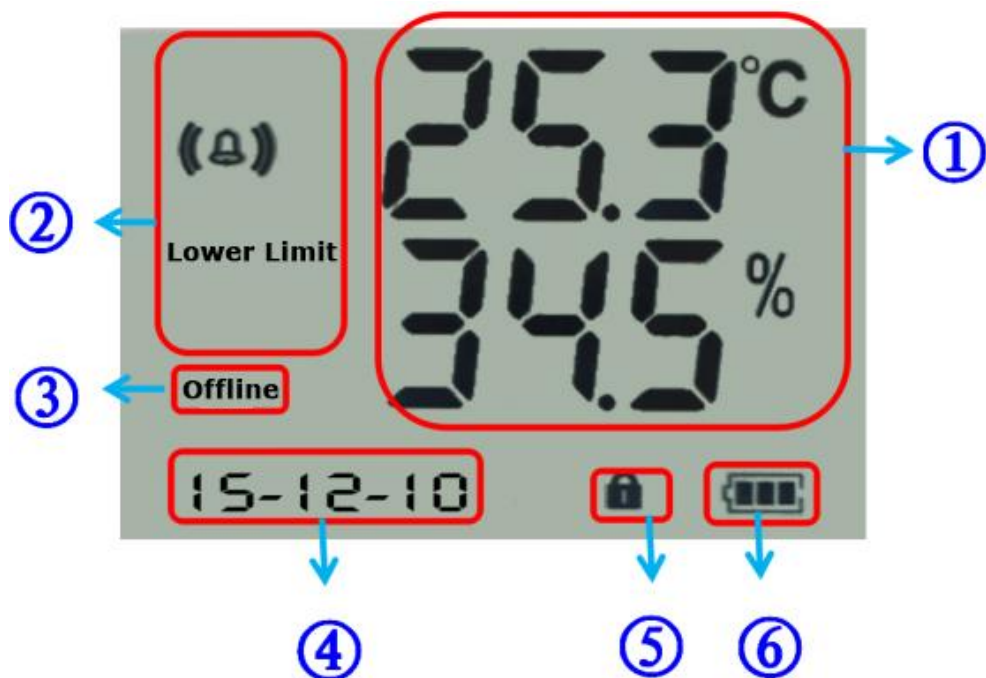 25.3 °C
①
②
Lower Limit
34.5 %
③
Offline
15-12-10
④
⑤
⑥